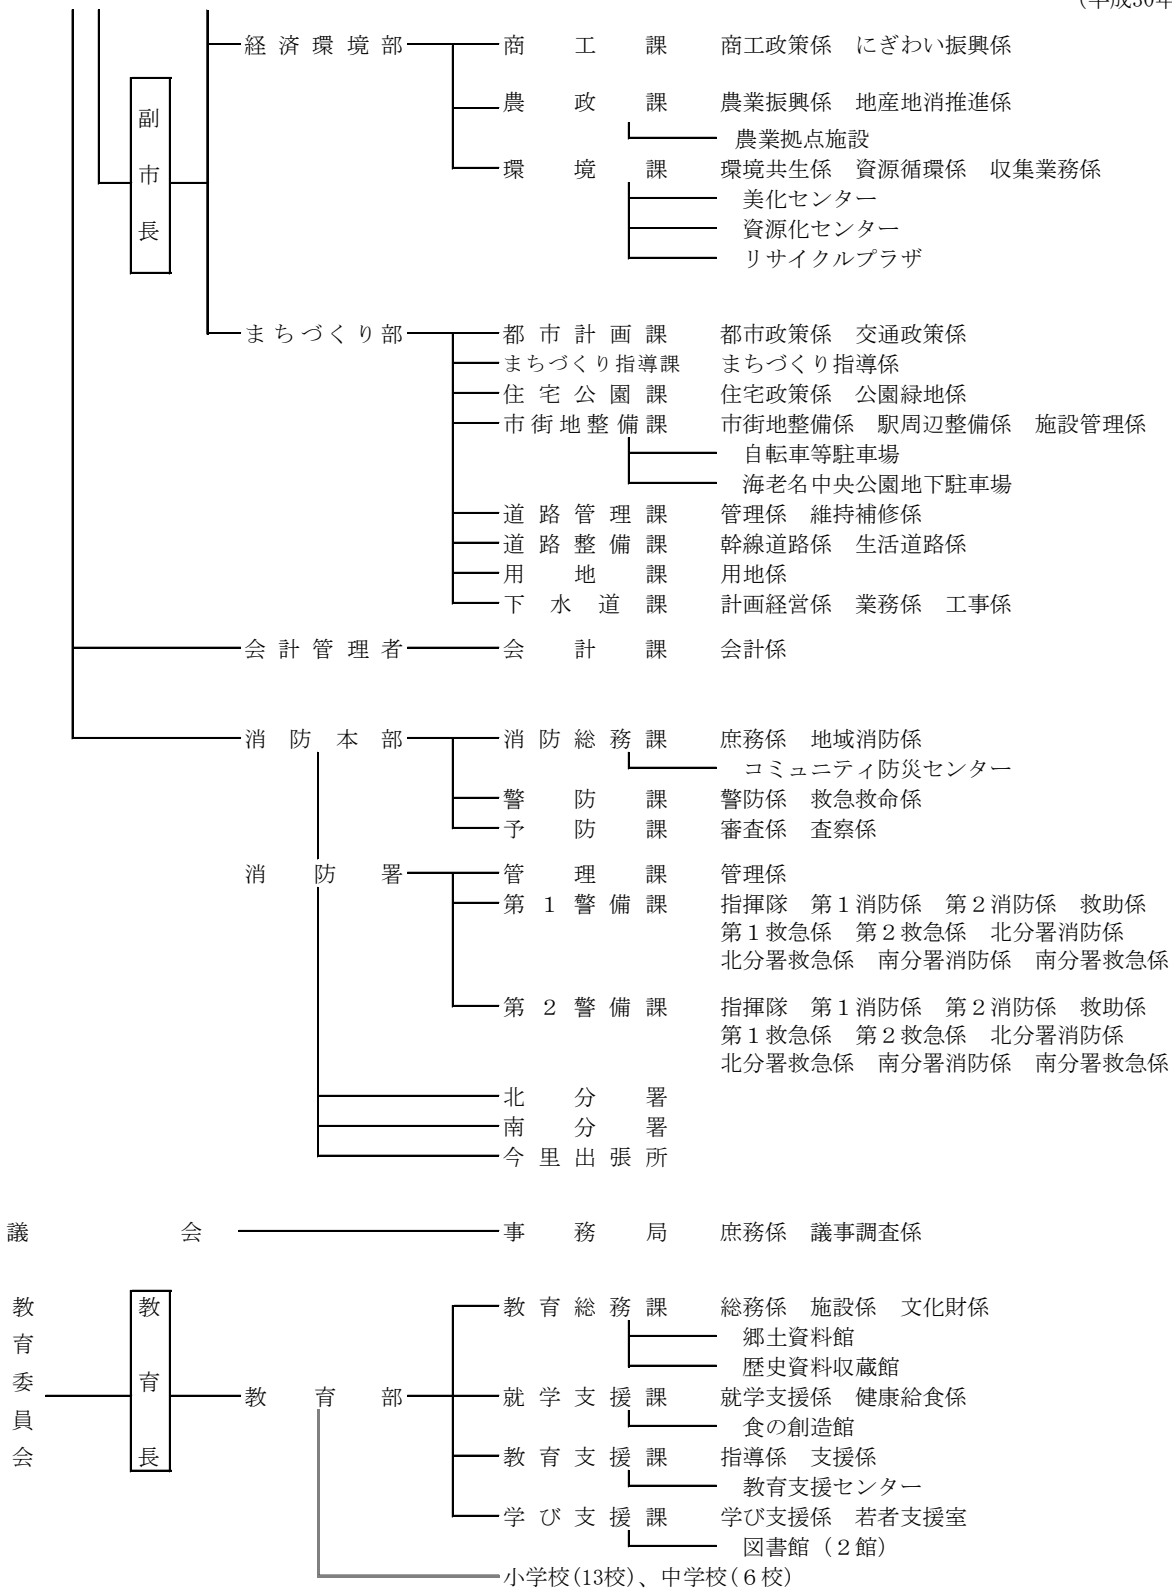 (平成30年
経済環境部 商工課 商工政策係 にぎわい振興係
農政課 農業振興係 地産地消推進係
農業拠点施設
副市長
環境課 環境共生係 資源循環係 収集業務係
美化センター
資源化センター
リサイクルプラザ
まちづくり部 都市計画課 都市政策係 交通政策係
まちづくり指導課 まちづくり指導係
住宅公園課 住宅政策係 公園緑地係
市街地整備課 市街地整備係 駅周辺整備係 施設管理係
自転車等駐車場
海老名中央公園地下駐車場
道路管理課 管理係 維持補修係
道路整備課 幹線道路係 生活道路係
用地課 用地係
下水道課 計画経営係 業務係 工事係
会計管理者 会計課 会計係
消防本部 消防総務課 庶務係 地域消防係
コミュニティ防災センター
警防課 警防係 救急救命係
予防課 審査係 査察係
消防署 管理課 管理係
第1警備課 指揮隊 第1消防係 第2消防係 救助係
第1救急係 第2救急係 北分署消防係
北分署救急係 南分署消防係 南分署救急係
第2警備課 指揮隊 第1消防係 第2消防係 救助係
第1救急係 第2救急係 北分署消防係
北分署救急係 南分署消防係 南分署救急係
北分署
南分署
今里出張所
議会 事務局 庶務係 議事調査係
教育委員会
教育長
教育部
教育総務課 総務係 施設係 文化財係
郷土資料館
歴史資料収蔵館
就学支援課 就学支援係 健康給食係
食の創造館
教育支援課 指導係 支援係
教育支援センター
学び支援課 学び支援係 若者支援室
図書館(2館)
小学校(13校)、中学校(6校)